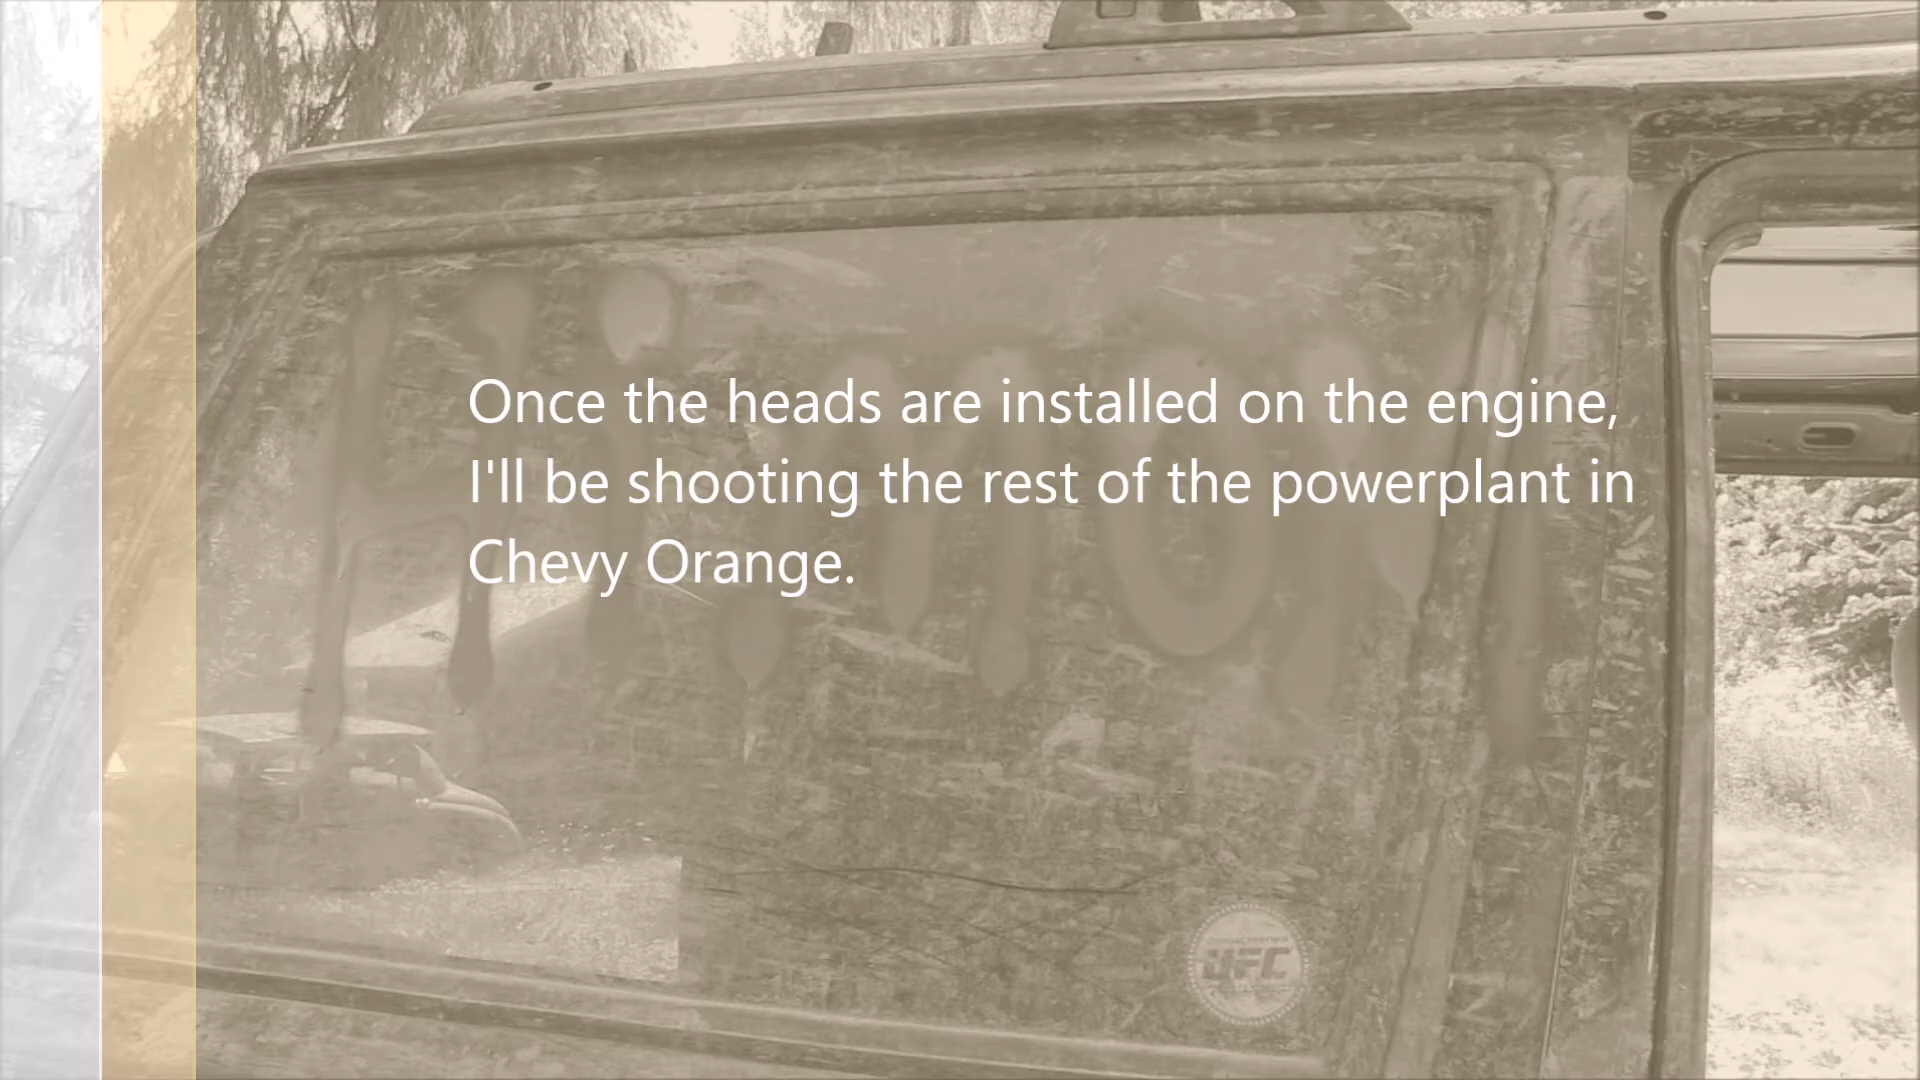 Once the heads are installed on the engine,
I'll be shooting the rest of the powerplant in
Chevy Orange.
UFC